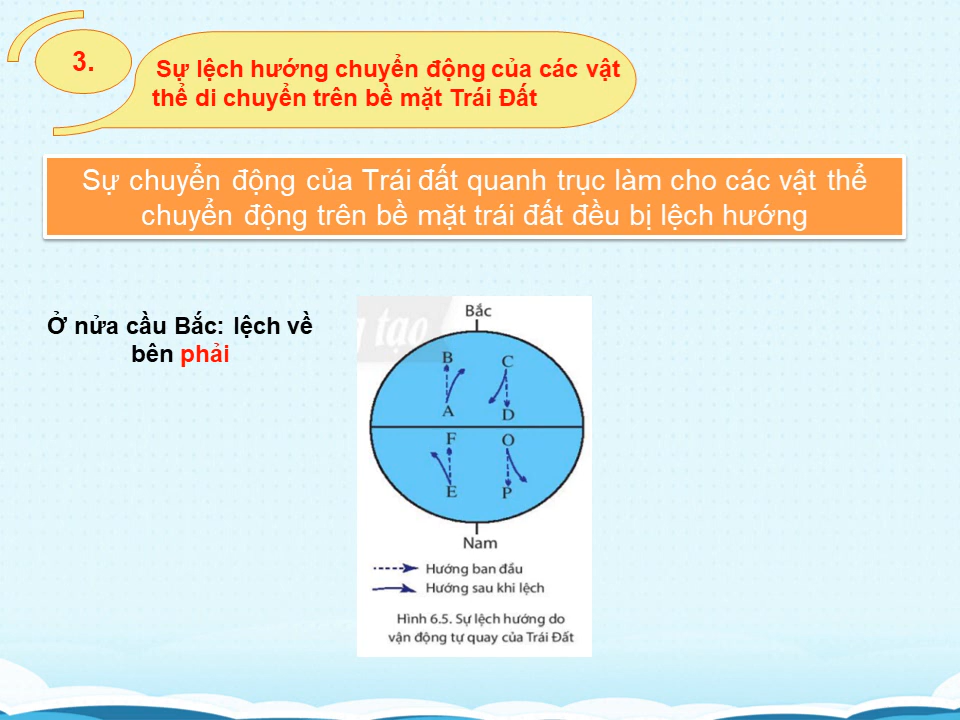 3.
Sự lệch hướng chuyển động của các vật
thể di chuyển trên bề mặt Trái Đất
Sự chuyển động của Trái đất quanh trục làm cho các vật thể
chuyển động trên bề mặt trái đất đều bị lệch hướng
Ở nửa cầu Bắc: lệch về
bên phải
tạo
Bắc
B C
A D
F O
E P
Nam
Hướng ban đầu
Hướng sau khi lệch
Hình 6.5. Sự lệch hướng do
vận động tự quay của Trái Đất